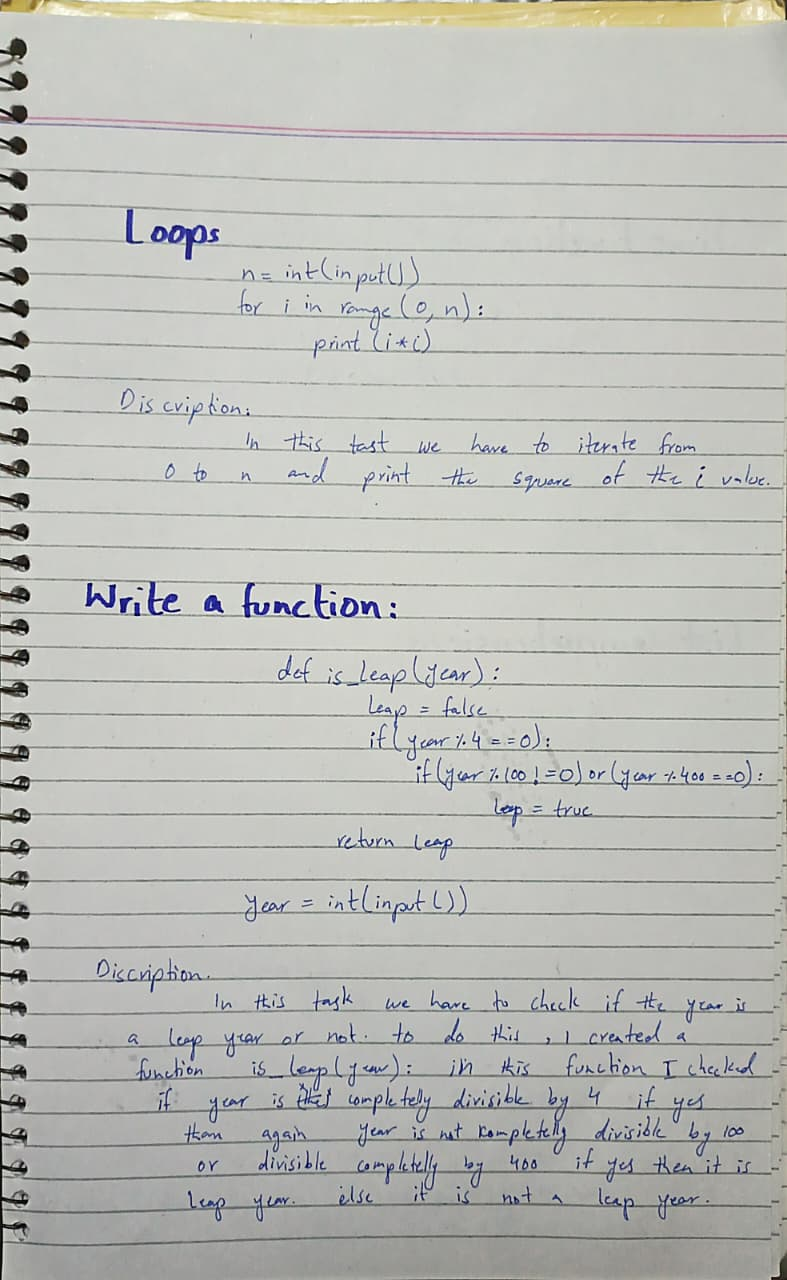 Loops
n = int(input())
for i in range(0, n):
print (i*i)
Discription:
In this tast we have to iterate from
0 to n and print the square of the i value.
Write a function:
def is_leap(year):
leap = false
if(year % 4 == 0):
if(year % 100 != 0) or (year % 400 == 0):
leap = true
return leap
year = int(input())
Discription.
In this task we have to check if the year is
a leap year or not. to do this, I created a
function is_leap(year): in this function I checked
if year is completelly divisible by 4 if yes
than again year is not kompletelly divisible by 100
or divisible completelly by 400 if yes then it is
leap year. else it is not a leap year.